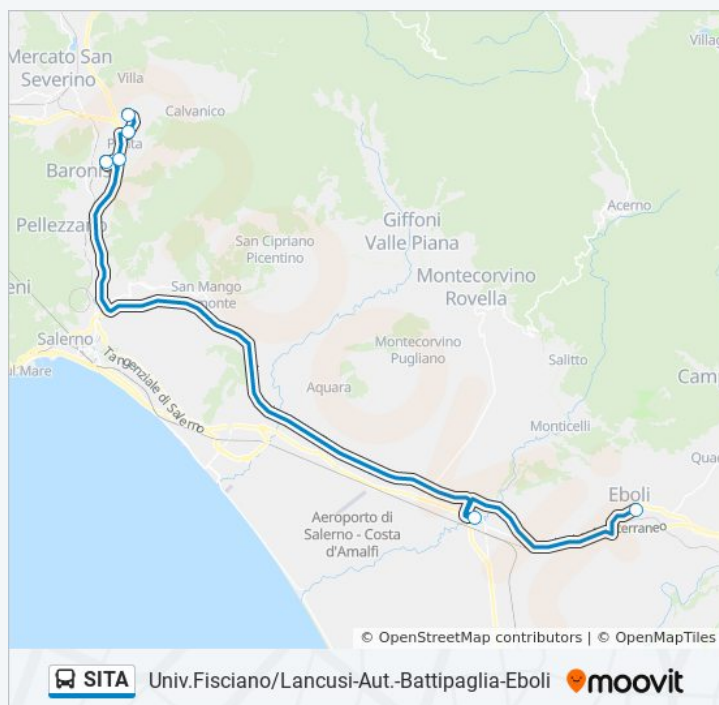 Mercato San
Severino
Villa
Calvanico
Penta
Baronissi
Pellezzano
Acerno
Giffoni
Valle Piana
San Cipriano
Picentino
Montecorvino
Rovella
San Mango
Salerno
Montecorvino
Pugliano
Salitto
Tangenziale di Salerno
Aquara
Monticelli
Eboli
Aeroporto di
Salerno - Costa
d'Amalfi
© OpenStreetMap contributors | © OpenMapTiles
SITA Univ.Fisciano/Lancusi-Aut.-Battipaglia-Eboli moovit